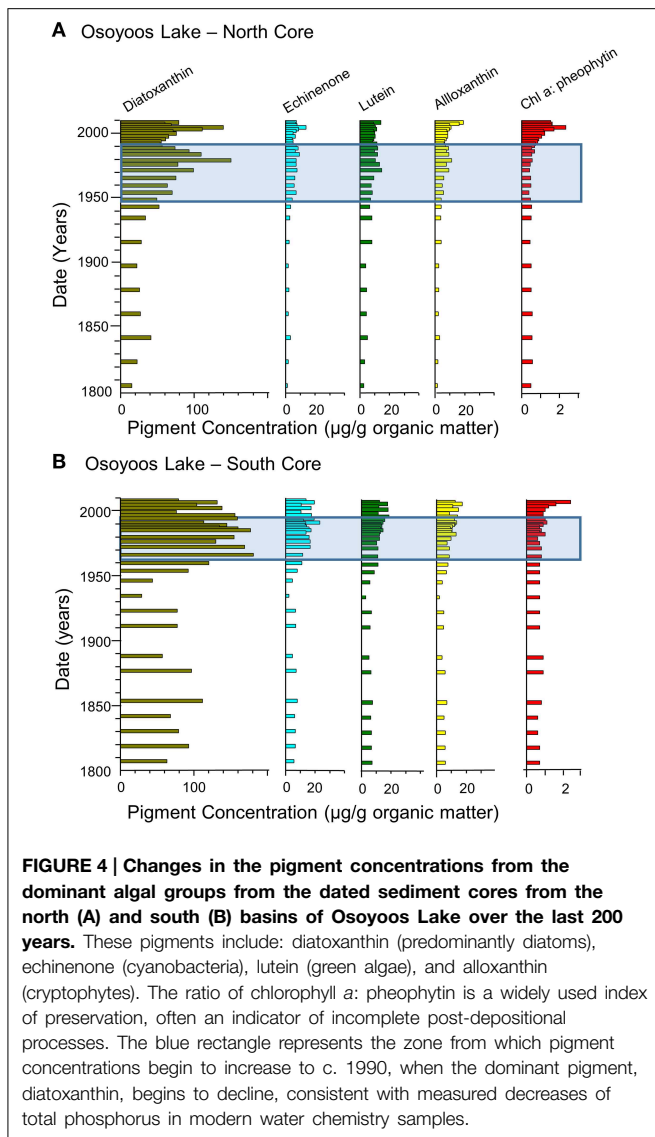 A Osoyoos Lake – North Core
Diatoxanthin
Echinenone
Lutein
Allloxanthin
Chl a: pheophytin
Date (Years)
2000
1950
1900
1850
1800
0 100 0 20 0 20 0 20 0 2
Pigment Concentration (µg/g organic matter)
B Osoyoos Lake – South Core
Date (years)
2000
1950
1900
1850
1800
0 100 0 20 0 20 0 20 0 2
Pigment Concentration (µg/g organic matter)
FIGURE 4 | Changes in the pigment concentrations from the
dominant algal groups from the dated sediment cores from the
north (A) and south (B) basins of Osoyoos Lake over the last 200
years. These pigments include: diatoxanthin (predominantly diatoms),
echinenone (cyanobacteria), lutein (green algae), and alloxanthin
(cryptophytes). The ratio of chlorophyll a: pheophytin is a widely used index
of preservation, often an indicator of incomplete post-depositional
processes. The blue rectangle represents the zone from which pigment
concentrations begin to increase to c. 1990, when the dominant pigment,
diatoxanthin, begins to decline, consistent with measured decreases of
total phosphorus in modern water chemistry samples.